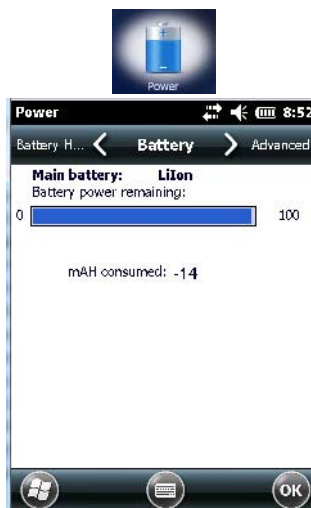 Power
Power 8:52
Battery H... Battery Advanced
Main battery: LiIon
Battery power remaining:
0 100
mAH consumed: -14
OK